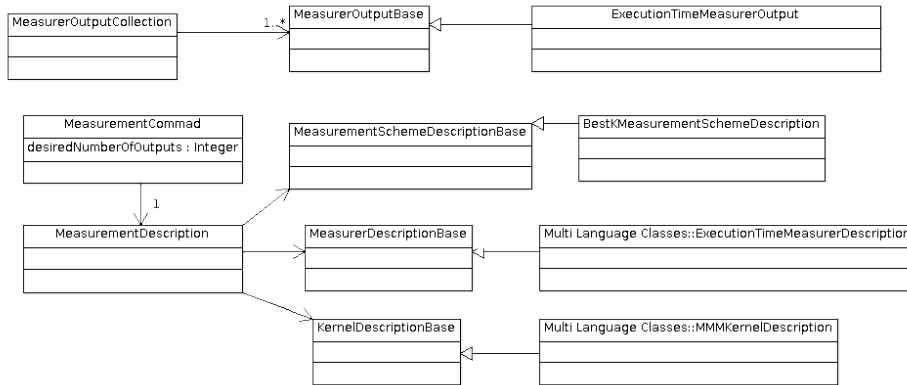 MeasurerOutputCollection
1..*
MeasurerOutputBase
ExecutionTimeMeasurerOutput
MeasurementCommad
desiredNumberOfOutputs : Integer
MeasurementSchemeDescriptionBase
BestKMeasurementSchemeDescription
1
MeasurementDescription
MeasurerDescriptionBase
Multi Language Classes::ExecutionTimeMeasurerDescription
KernelDescriptionBase
Multi Language Classes::MMMKernelDescription